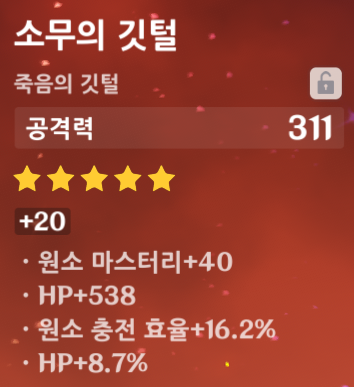 소무의 깃털
죽음의 깃털
공격력 311
+20
· 원소 마스터리+40
· HP+538
· 원소 충전 효율+16.2%
· HP+8.7%